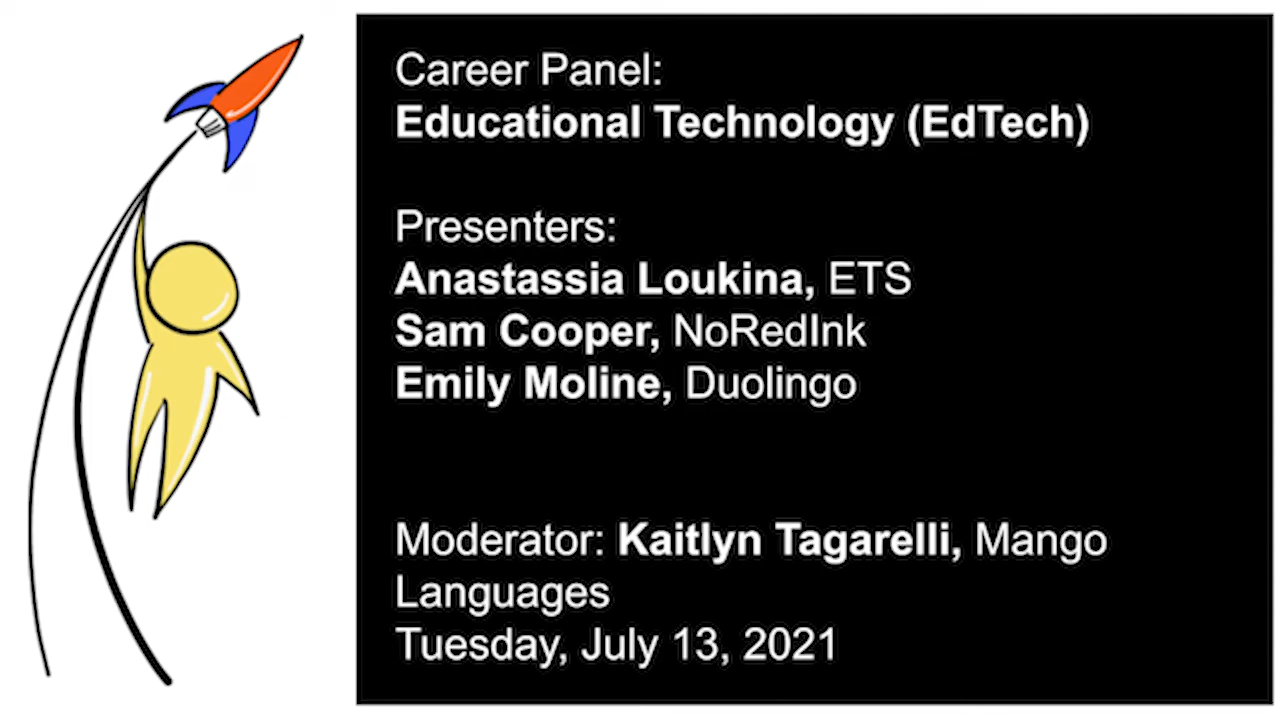 Career Panel:
Educational Technology (EdTech)
Presenters:
Anastassia Loukina, ETS
Sam Cooper, NoRedInk
Emily Moline, Duolingo
Moderator: Kaitlyn Tagarelli, Mango
Languages
Tuesday, July 13, 2021